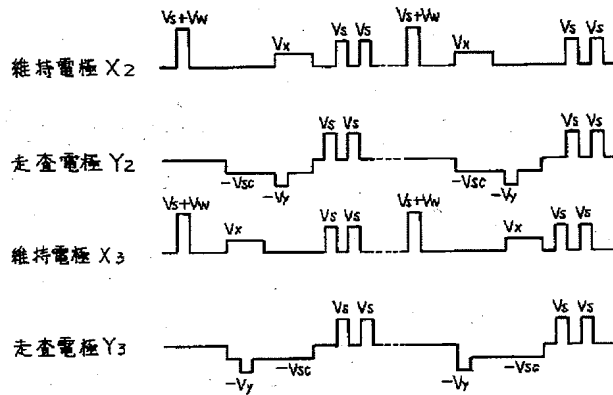 Vs+Vw Vx Vs Vs Vs+Vw Vx Vs Vs
維持電極 X2
Vs Vs Vs Vs
走査電極 Y2
-Vsc -Vy -Vsc -Vy
Vs+Vw Vx Vs Vs Vs+Vw Vx Vs Vs
維持電極 X3
Vs Vs Vs Vs
走査電極 Y3
-Vy -Vsc -Vy -Vsc